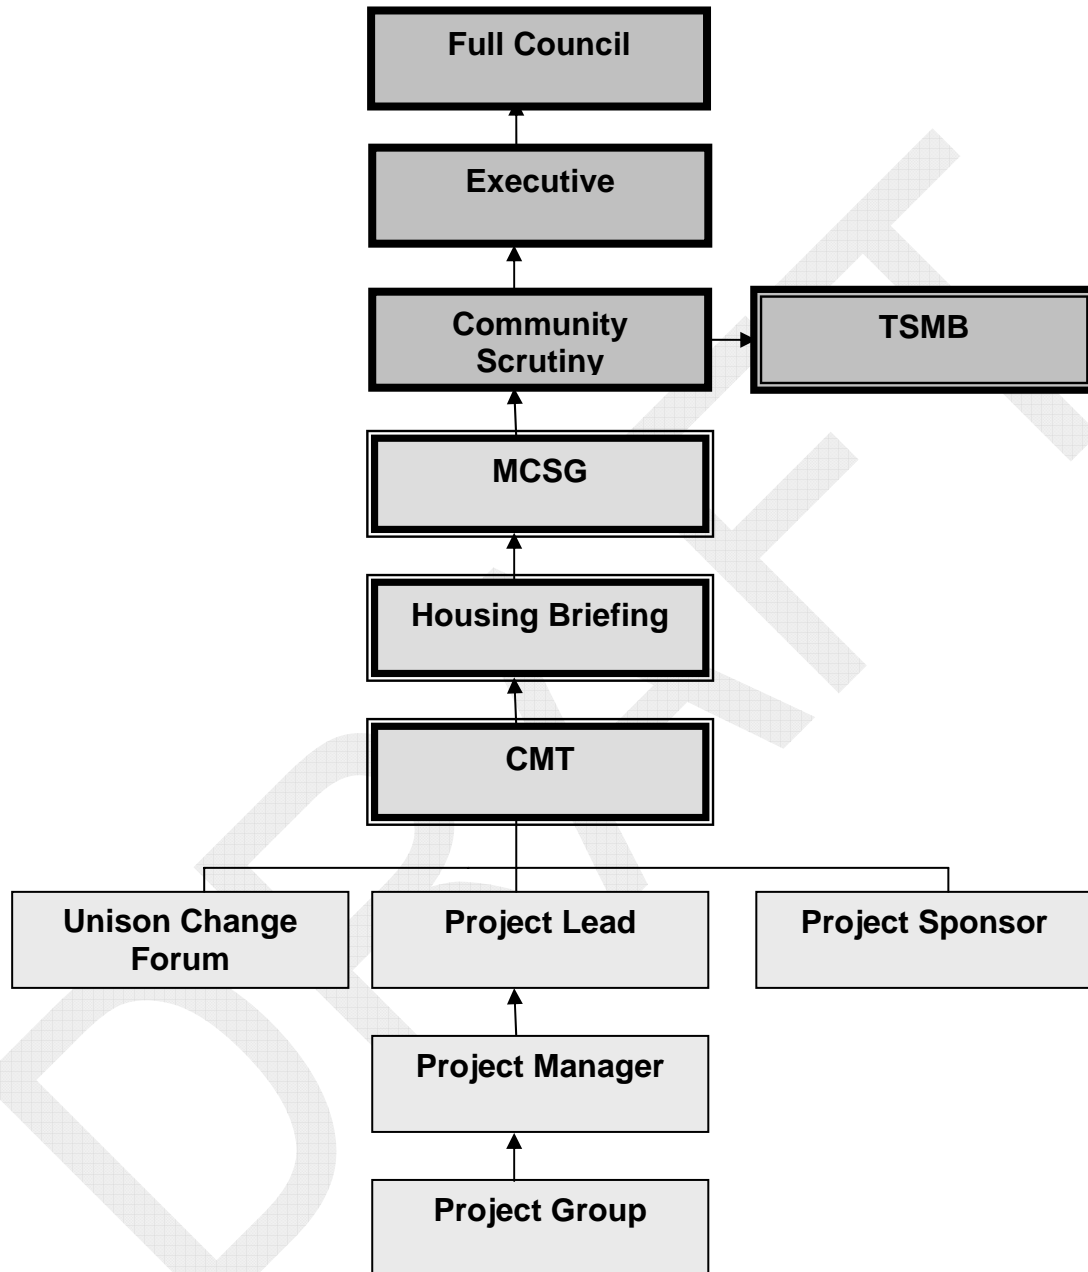 Full Council
Executive
Community
Scrutiny
TSMB
MCSG
Housing Briefing
CMT
Unison Change
Forum
Project Lead
Project Sponsor
Project Manager
Project Group
DRAFT